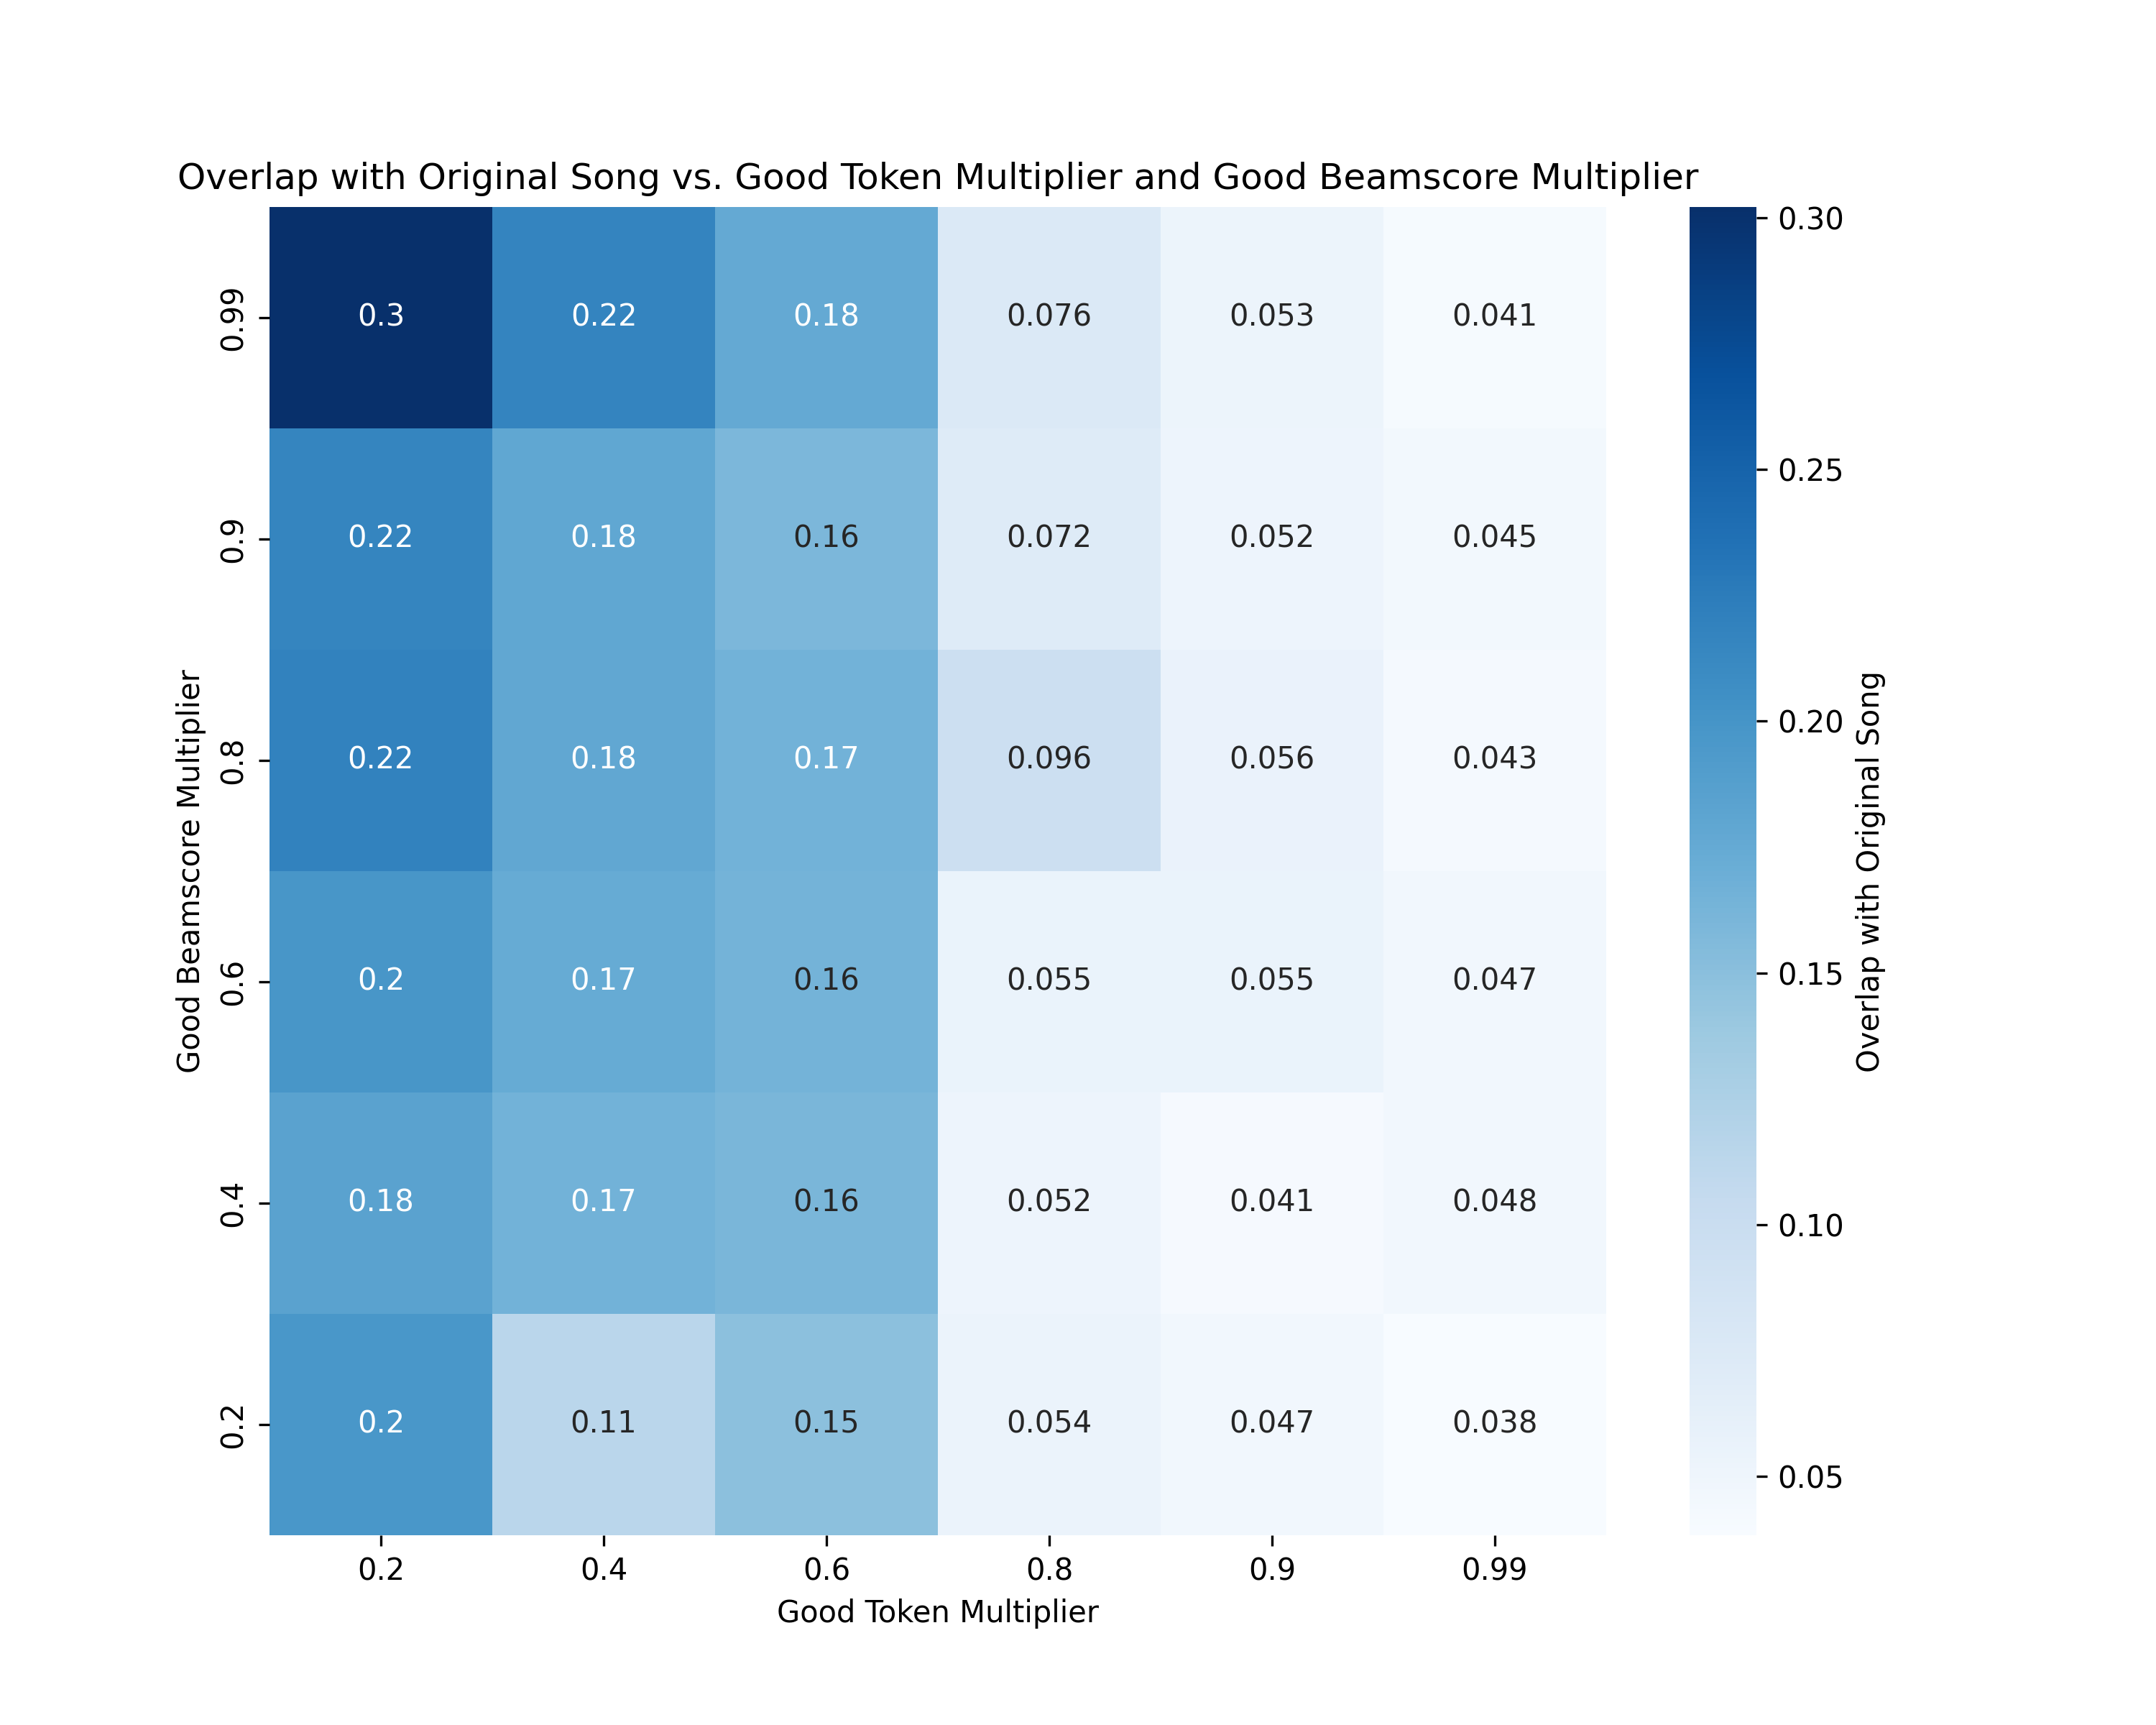 Overlap with Original Song vs. Good Token Multiplier and Good Beamscore Multiplier
Good Beamscore Multiplier
0.99 0.3 0.22 0.18 0.076 0.053 0.041
0.9 0.22 0.18 0.16 0.072 0.052 0.045
0.8 0.22 0.18 0.17 0.096 0.056 0.043
0.6 0.2 0.17 0.16 0.055 0.055 0.047
0.4 0.18 0.17 0.16 0.052 0.041 0.048
0.2 0.2 0.11 0.15 0.054 0.047 0.038
0.2 0.4 0.6 0.8 0.9 0.99
Good Token Multiplier
0.30
0.25
0.20
0.15
0.10
0.05
Overlap with Original Song